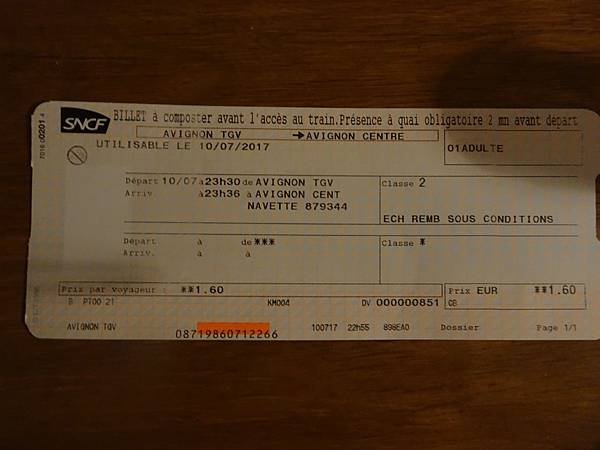 SNCF BILLET à composter avant l'accès au train.Présence à quai obligatoire 2 mn avant départ
AVIGNON TGV →AVIGNON CENTRE
01ADULTE
UTILISABLE LE 10/07/2017
Départ 10/07 à 23h30 de AVIGNON TGV Classe 2
Arriv. à 23h36 à AVIGNON CENT
NAVETTE 879344
ECH REMB SOUS CONDITIONS
Départ à de *** Classe *
Arriv. à à
Prix par voyageur : **1.60 Prix EUR **1.60
B PT00 21 KM004 DV 000000851 CB
AVIGNON TGV 08719860712266 100717 22h55 898EA0 Dossier Page 1/1